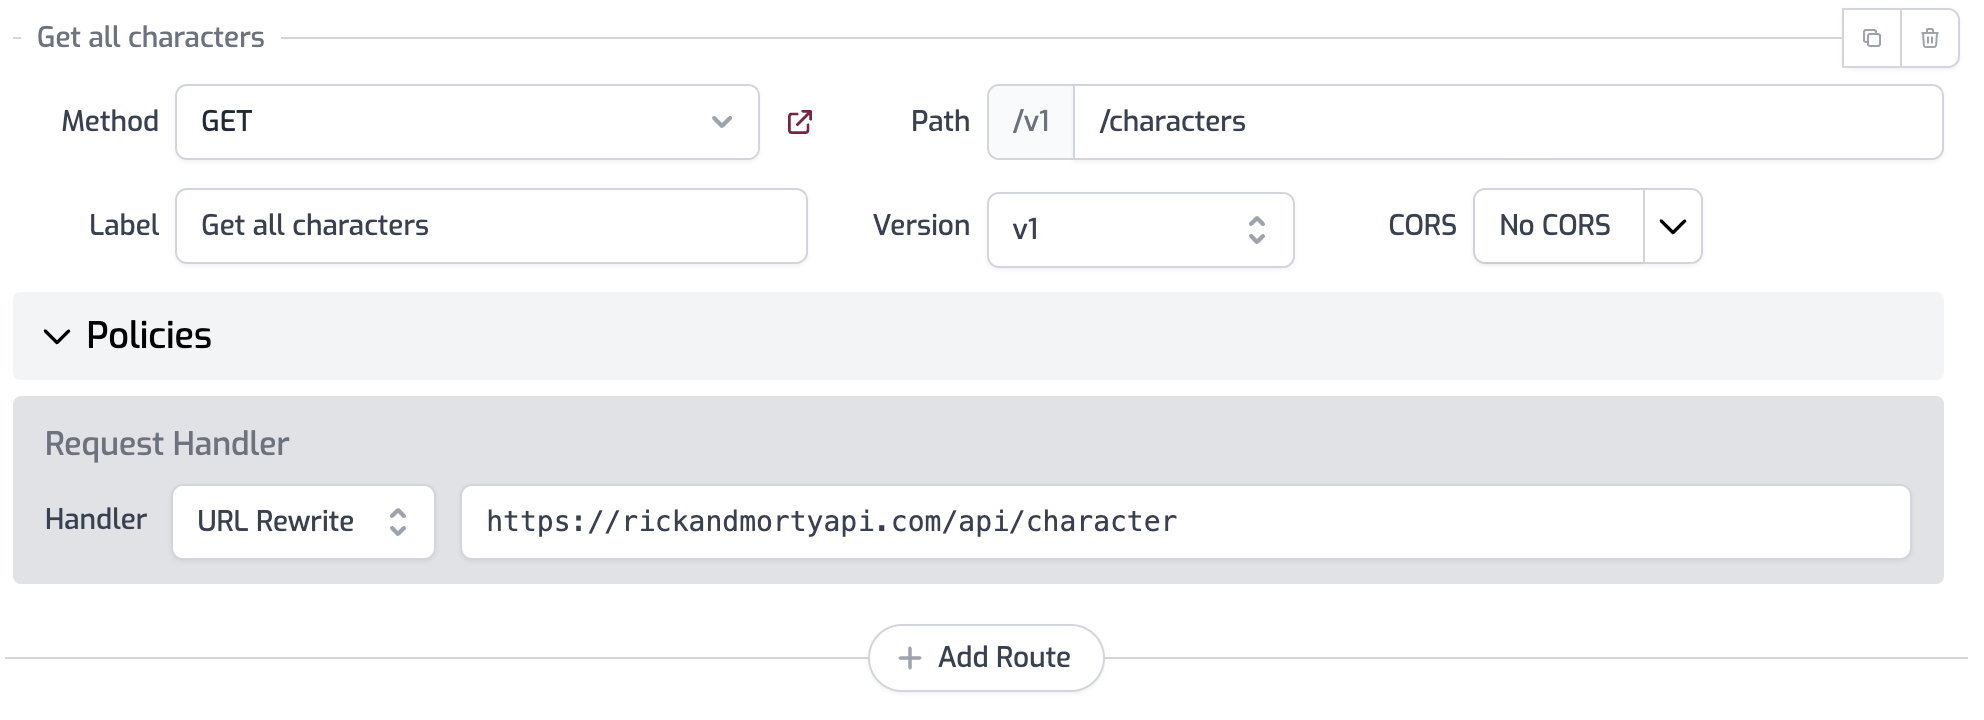 Get all characters
Method GET Path /v1 /characters
Label Get all characters Version v1 CORS No CORS
Policies
Request Handler
Handler URL Rewrite https://rickandmortyapi.com/api/character
Add Route